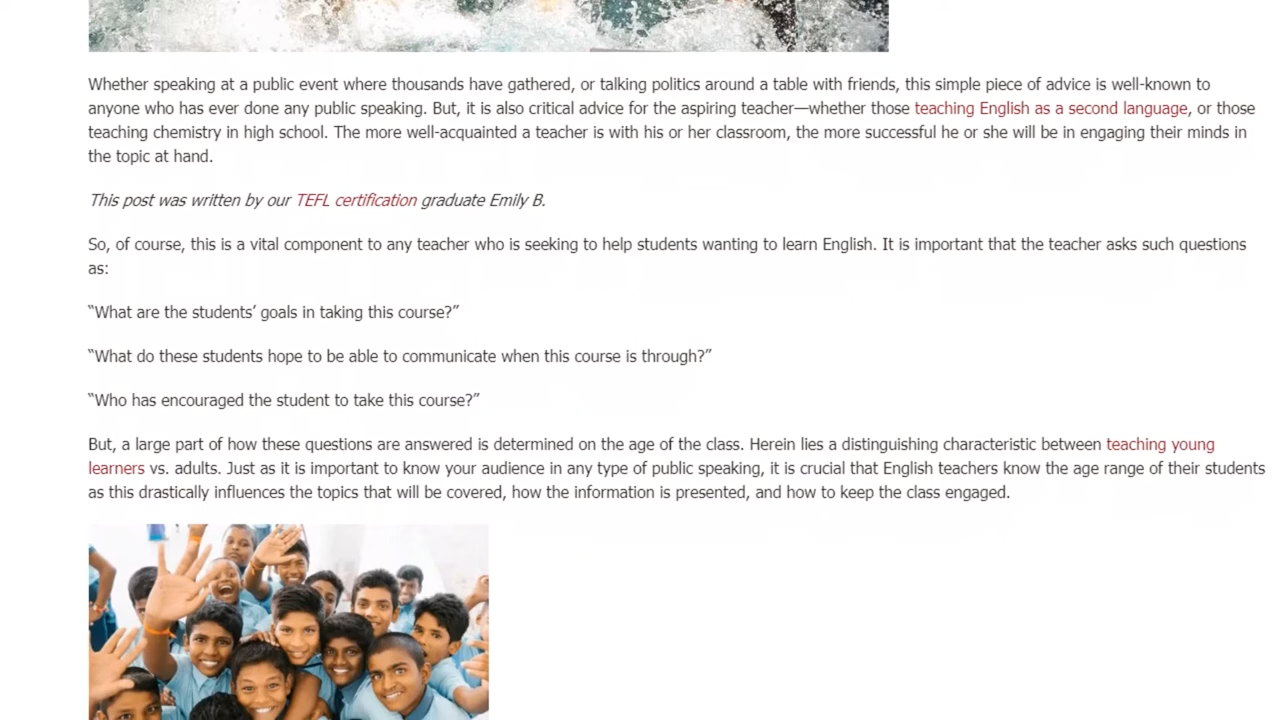 Whether speaking at a public event where thousands have gathered, or talking politics around a table with friends, this simple piece of advice is well-known to
anyone who has ever done any public speaking. But, it is also critical advice for the aspiring teacher—whether those teaching English as a second language, or those
teaching chemistry in high school. The more well-acquainted a teacher is with his or her classroom, the more successful he or she will be in engaging their minds in
the topic at hand.
This post was written by our TEFL certification graduate Emily B.
So, of course, this is a vital component to any teacher who is seeking to help students wanting to learn English. It is important that the teacher asks such questions
as:
“What are the students’ goals in taking this course?”
“What do these students hope to be able to communicate when this course is through?”
“Who has encouraged the student to take this course?”
But, a large part of how these questions are answered is determined on the age of the class. Herein lies a distinguishing characteristic between teaching young
learners vs. adults. Just as it is important to know your audience in any type of public speaking, it is crucial that English teachers know the age range of their students
as this drastically influences the topics that will be covered, how the information is presented, and how to keep the class engaged.